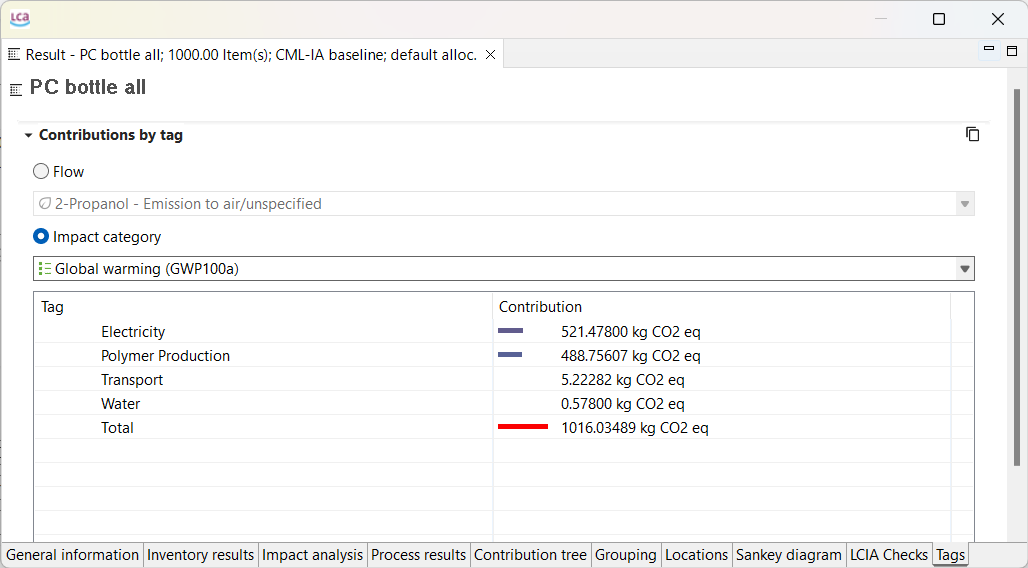 LCA
Result - PC bottle all; 1000.00 Item(s); CML-IA baseline; default alloc.
PC bottle all
Contributions by tag
Flow
2-Propanol - Emission to air/unspecified
Impact category
Global warming (GWP100a)
Tag Contribution
Electricity 521.47800 kg CO2 eq
Polymer Production 488.75607 kg CO2 eq
Transport 5.22282 kg CO2 eq
Water 0.57800 kg CO2 eq
Total 1016.03489 kg CO2 eq
General information Inventory results Impact analysis Process results Contribution tree Grouping Locations Sankey diagram LCIA Checks Tags